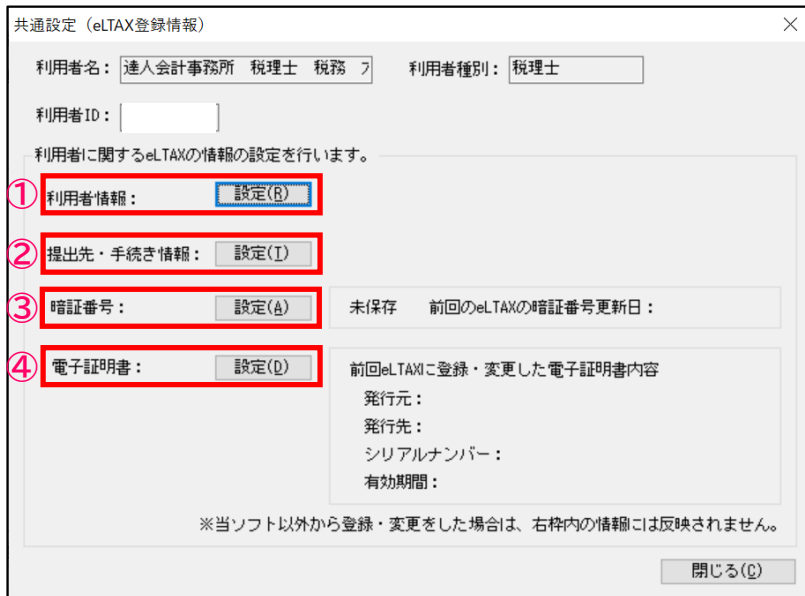 共通設定（eLTAX登録情報）
利用者名： 達人会計事務所　税理士　税務　フ 利用者種別： 税理士
利用者ID：
利用者に関するeLTAXの情報の設定を行います。
① 利用者情報： 設定(R)
② 提出先・手続き情報： 設定(T)
③ 暗証番号： 設定(A) 未保存　前回のeLTAXの暗証番号更新日：
④ 電子証明書： 設定(D) 前回eLTAXに登録・変更した電子証明書内容
発行元：
発行先：
シリアルナンバー：
有効期間：
※当ソフト以外から登録・変更をした場合は、右枠内の情報には反映されません。
閉じる(C)